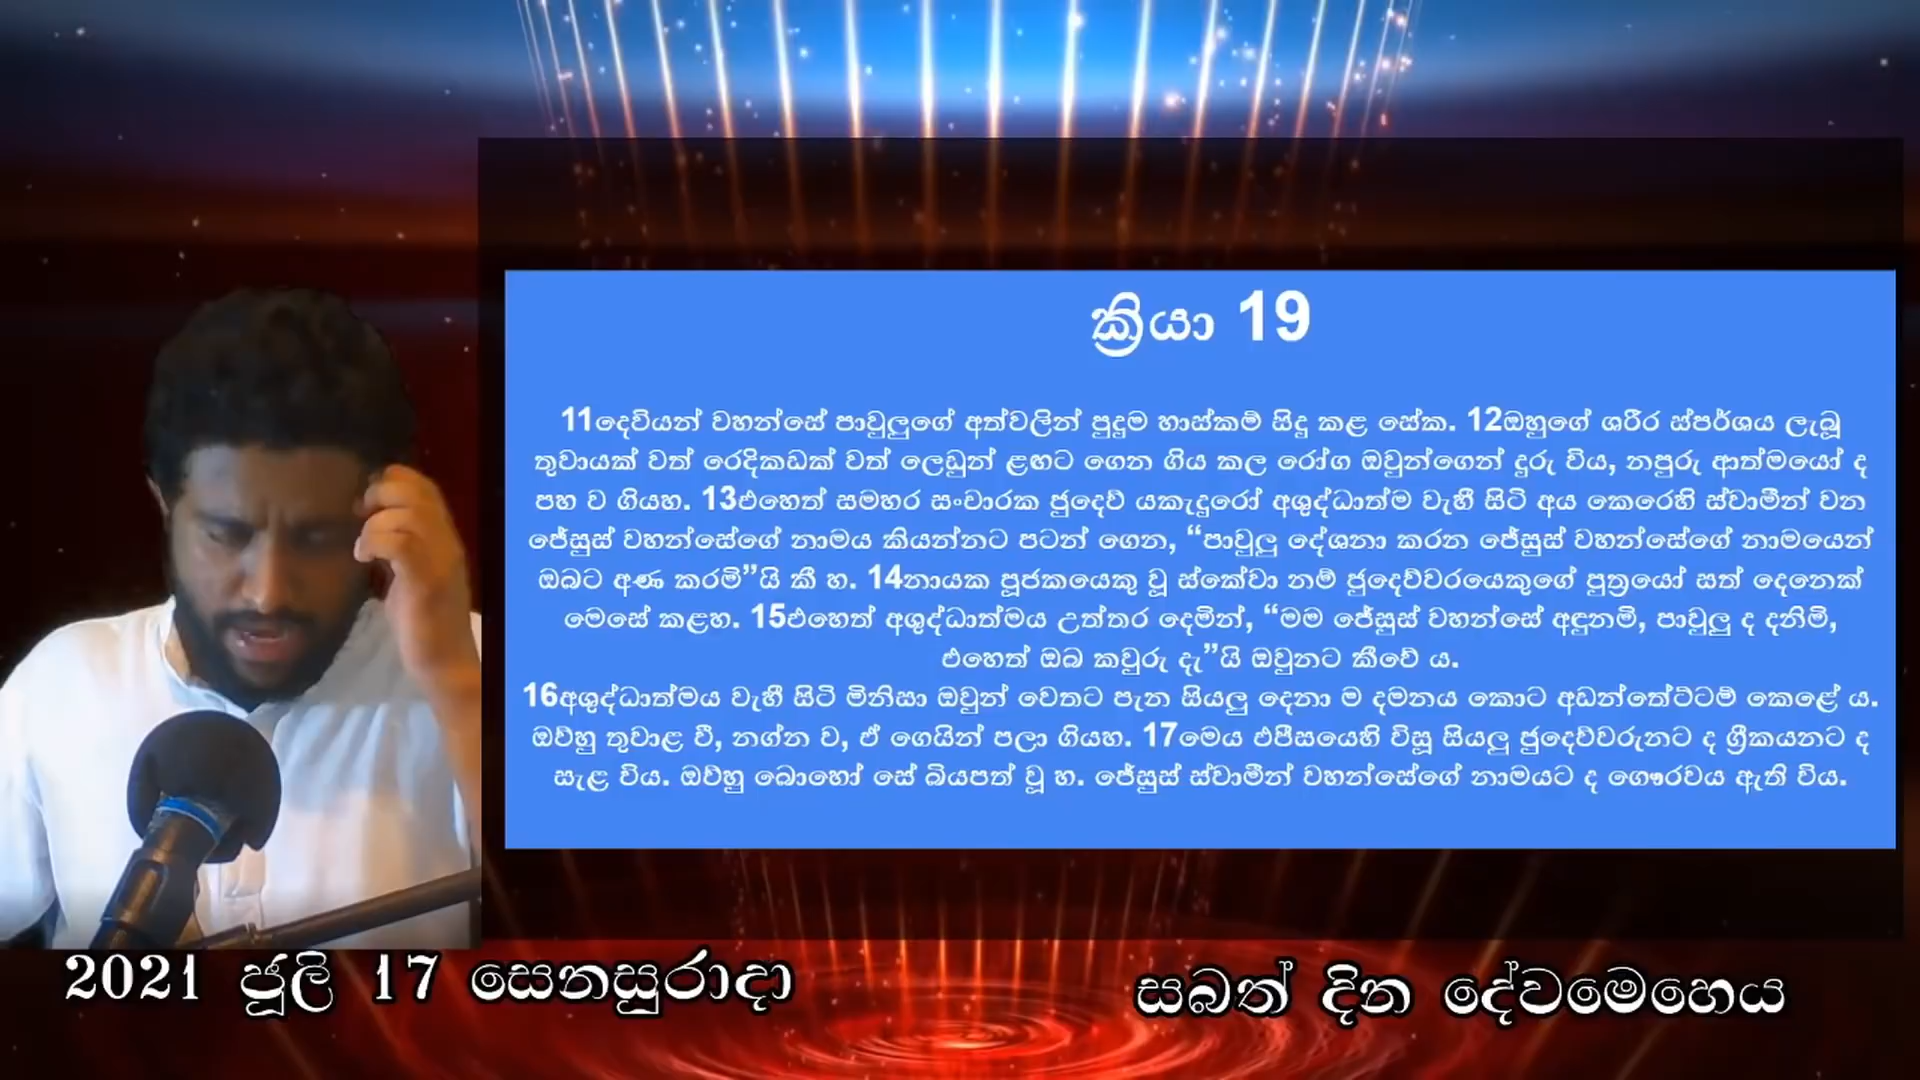 ක්‍රියා 19
11දෙවියන් වහන්සේ පාවුලුගේ අත්වලින් පුදුම හාස්කම් සිදු කළ සේක. 12ඔහුගේ ශරීර ස්පර්ශය ලැබූ
තුවායක් වත් රෙදිකඩක් වත් ලෙඩුන් ළඟට ගෙන ගිය කල රෝග ඔවුන්ගෙන් දුරු විය, නපුරු ආත්මයෝ ද
පහ ව ගියහ. 13එහෙත් සමහර සංචාරක ජුදෙව් යකැදුරෝ අශුද්ධාත්ම වැහී සිටි අය කෙරෙහි ස්වාමීන් වන
ජේසුස් වහන්සේගේ නාමය කියන්නට පටන් ගෙන, “පාවුලු දේශනා කරන ජේසුස් වහන්සේගේ නාමයෙන්
ඔබට අණ කරමි”යි කී හ. 14නායක පූජකයෙකු වූ ස්කේවා නම් ජුදෙව්වරයෙකුගේ පුත්‍රයෝ සත් දෙනෙක්
මෙසේ කළහ. 15එහෙත් අශුද්ධාත්මය උත්තර දෙමින්, “මම ජේසුස් වහන්සේ අඳුනමි, පාවුලු ද දනිමි,
එහෙත් ඔබ කවුරු දැ”යි ඔවුනට කීවේ ය.
16අශුද්ධාත්මය වැහී සිටි මිනිසා ඔවුන් වෙතට පැන සියලු දෙනා ම දමනය කොට අඩන්තේට්ටම් කෙළේ ය.
ඔව්හු තුවාළ වී, නග්න ව, ඒ ගෙයින් පලා ගියහ. 17මෙය එපීසයෙහි විසූ සියලු ජුදෙව්වරුනට ද ග්‍රීකයනට ද
සැළ විය. ඔව්හු බොහෝ සේ බියපත් වූ හ. ජේසුස් ස්වාමීන් වහන්සේගේ නාමයට ද ගෞරවය ඇති විය.
2021 ජූලි 17 සෙනසුරාදා
සබත් දින දේවමෙහෙය